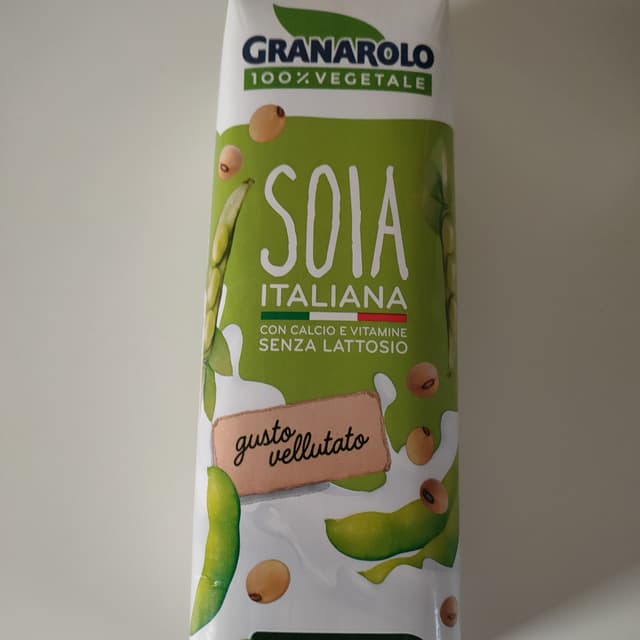 GRANAROLO
100% VEGETALE
SOIA
ITALIANA
CON CALCIO E VITAMINE
SENZA LATTOSIO
gusto
vellutato